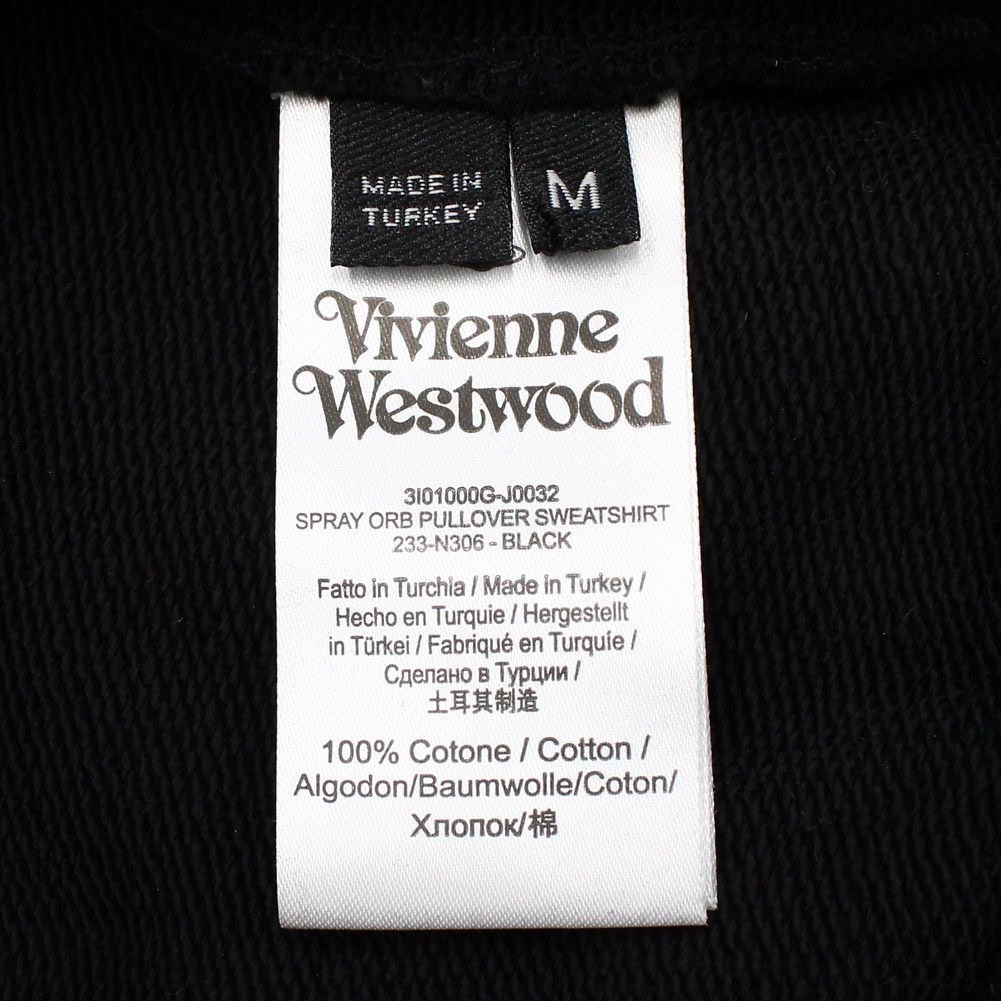 MADE IN
TURKEY
M
Vivienne
Westwood
3I01000G-J0032
SPRAY ORB PULLOVER SWEATSHIRT
233-N306 - BLACK
Fatto in Turchia / Made in Turkey /
Hecho en Turquie / Hergestellt
in Türkei / Fabriqué en Turquíe /
Сделано в Турции /
土耳其制造
100% Cotone / Cotton /
Algodon/Baumwolle/Coton/
Хлопок/棉